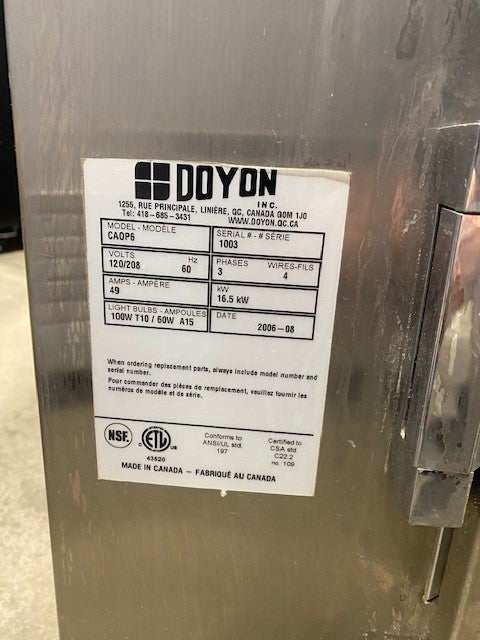 DOYON
INC.
1255, RUE PRINCIPALE, LINIÈRE, QC, CANADA G0M 1J0
Tel: 418-685-3431 WWW.DOYON.QC.CA
MODEL - MODÈLE SERIAL # - # SÉRIE
CAOP6 1003
VOLTS Hz PHASES WIRES-FILS
120/208 60 3 4
AMPS - AMPÈRE kW
49 16.5 kW
LIGHT BULBS - AMPOULES DATE
100W T10 / 60W A15 2006-08
When ordering replacement parts, always include model number and
serial number.
Pour commander des pièces de remplacement, veuillez fournir les
numéros de modèle et de série.
NSF. ETL US
43620
Conforms to
ANSI/UL std.
197
Certified to
CSA std.
C22.2
no. 109
MADE IN CANADA - FABRIQUÉ AU CANADA